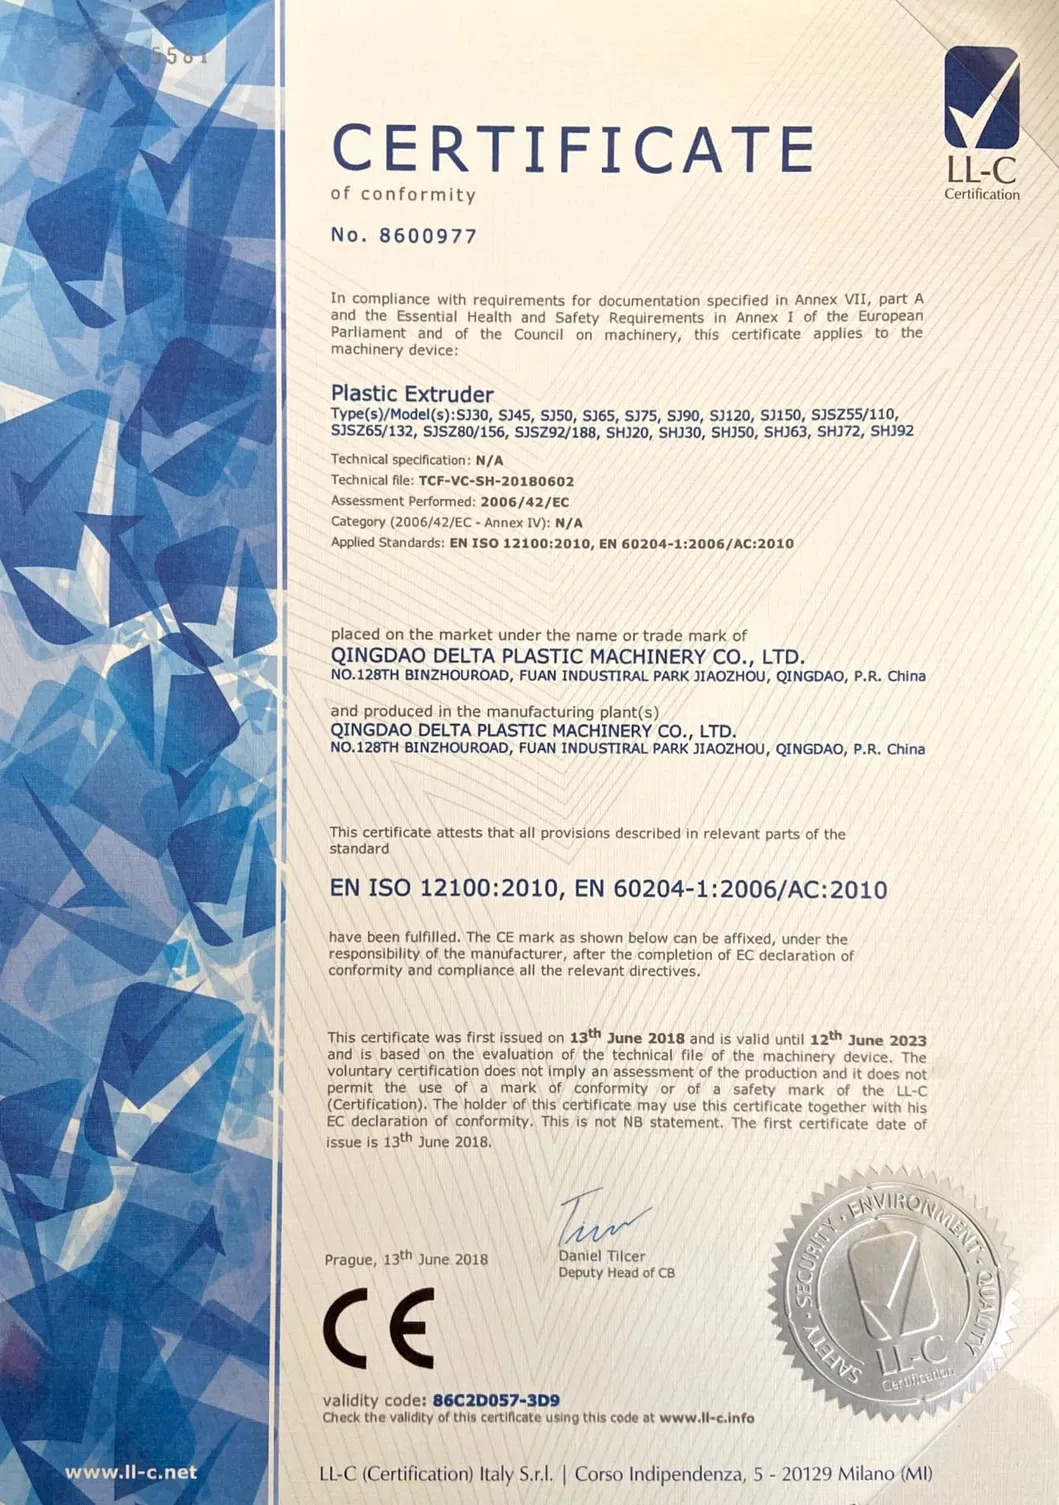 5581
CERTIFICATE
of conformity
No. 8600977
LL-C
Certification
In compliance with requirements for documentation specified in Annex VII, part A
and the Essential Health and Safety Requirements in Annex I of the European
Parliament and of the Council on machinery, this certificate applies to the
machinery device:
Plastic Extruder
Type(s)/Model(s):SJ30, SJ45, SJ50, SJ65, SJ75, SJ90, SJ120, SJ150, SJSZ55/110,
SJSZ65/132, SJSZ80/156, SJSZ92/188, SHJ20, SHJ30, SHJ50, SHJ63, SHJ72, SHJ92
Technical specification: N/A
Technical file: TCF-VC-SH-20180602
Assessment Performed: 2006/42/EC
Category (2006/42/EC - Annex IV): N/A
Applied Standards: EN ISO 12100:2010, EN 60204-1:2006/AC:2010
placed on the market under the name or trade mark of
QINGDAO DELTA PLASTIC MACHINERY CO., LTD.
NO.128TH BINZHOUROAD, FUAN INDUSTIRAL PARK JIAOZHOU, QINGDAO, P.R. China
and produced in the manufacturing plant(s)
QINGDAO DELTA PLASTIC MACHINERY CO., LTD.
NO.128TH BINZHOUROAD, FUAN INDUSTIRAL PARK JIAOZHOU, QINGDAO, P.R. China
This certificate attests that all provisions described in relevant parts of the
standard
EN ISO 12100:2010, EN 60204-1:2006/AC:2010
have been fulfilled. The CE mark as shown below can be affixed, under the
responsibility of the manufacturer, after the completion of EC declaration of
conformity and compliance all the relevant directives.
This certificate was first issued on 13th June 2018 and is valid until 12th June 2023
and is based on the evaluation of the technical file of the machinery device. The
voluntary certification does not imply an assessment of the production and it does not
permit the use of a mark of conformity or of a safety mark of the LL-C
(Certification). The holder of this certificate may use this certificate together with his
EC declaration of conformity. This is not NB statement. The first certificate date of
issue is 13th June 2018.
Prague, 13th June 2018
Daniel Tilcer
Deputy Head of CB
CE
SAFETY · SECURITY · ENVIRONMENT · QUALITY
LL-C
Certification
validity code: 86C2D057-3D9
Check the validity of this certificate using this code at www.ll-c.info
www.ll-c.net
LL-C (Certification) Italy S.r.l. | Corso Indipendenza, 5 - 20129 Milano (MI)